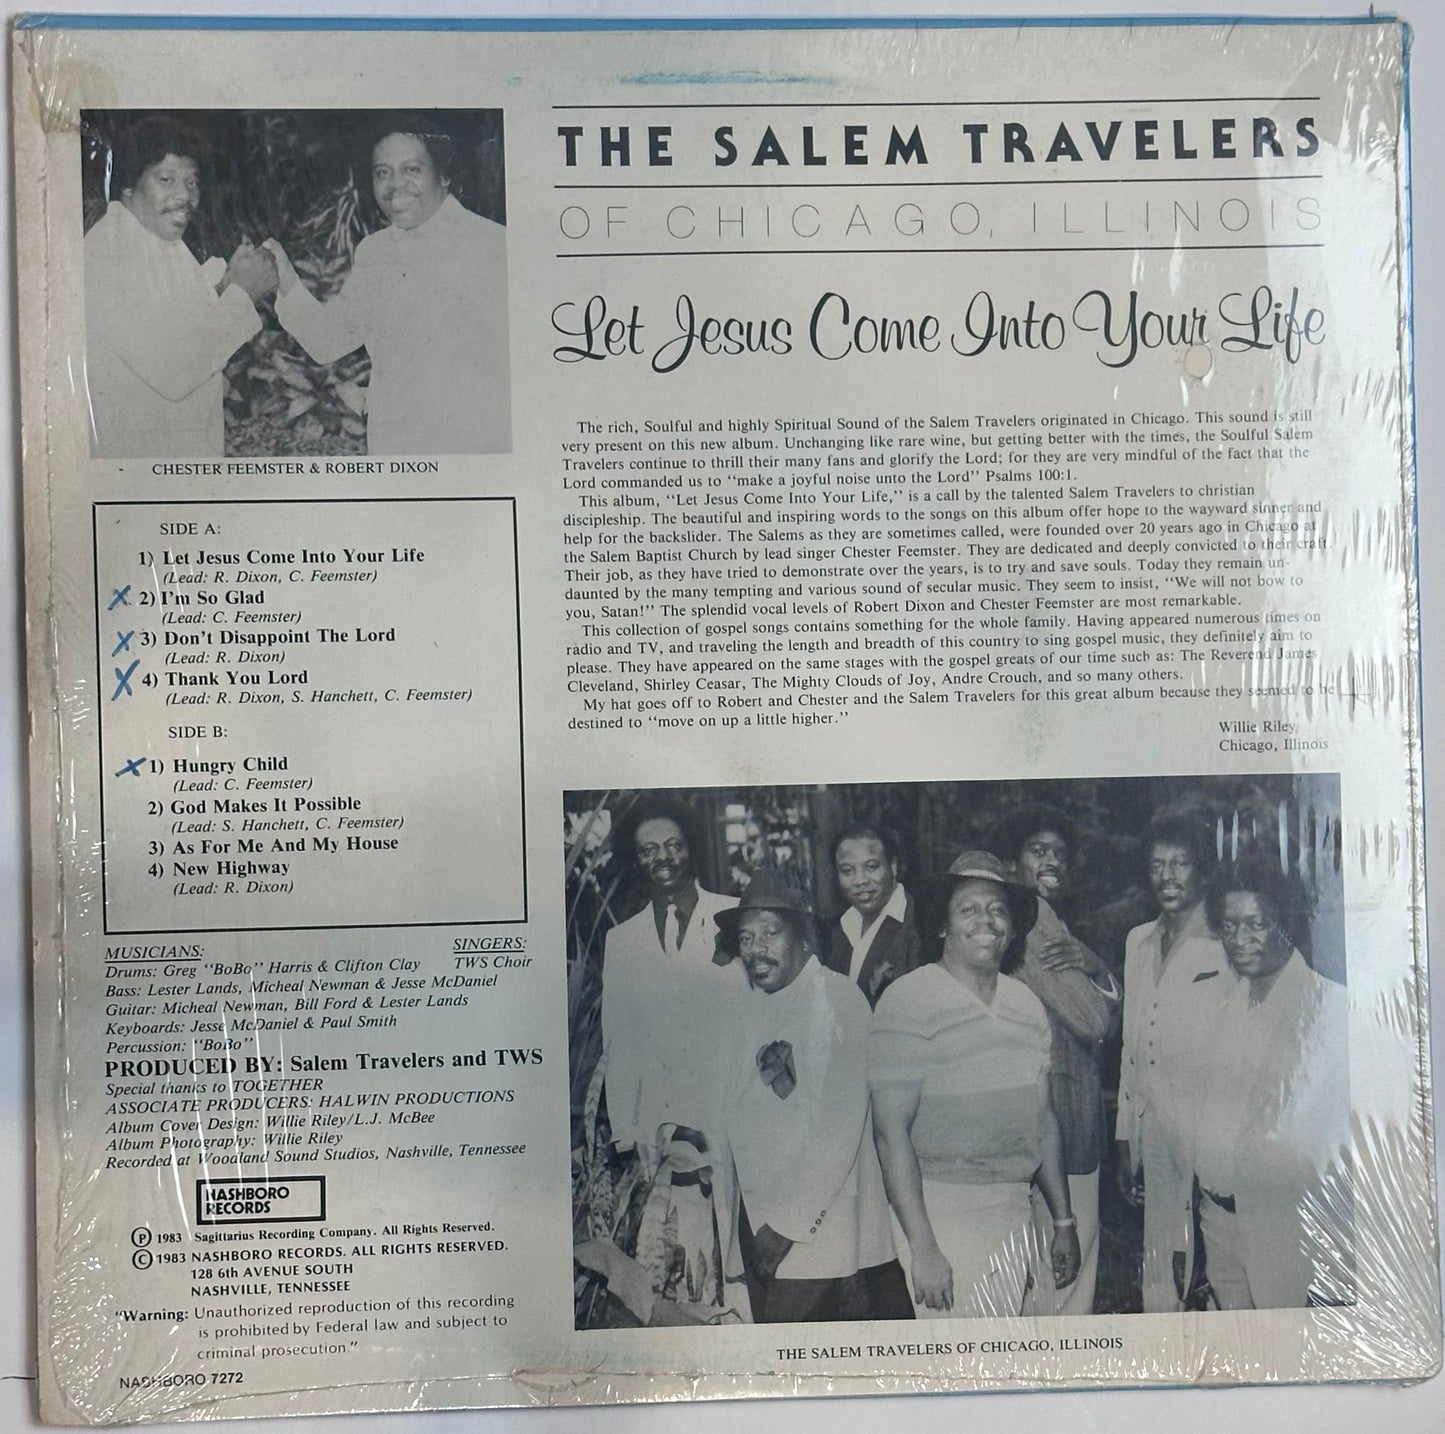 THE SALEM TRAVELERS
OF CHICAGO, ILLINOIS
Let Jesus Come Into Your Life
CHESTER FEEMSTER & ROBERT DIXON
SIDE A:
1) Let Jesus Come Into Your Life
(Lead: R. Dixon, C. Feemster)
X 2) I'm So Glad
(Lead: C. Feemster)
X 3) Don't Disappoint The Lord
(Lead: R. Dixon)
X 4) Thank You Lord
(Lead: R. Dixon, S. Hanchett, C. Feemster)
SIDE B:
X 1) Hungry Child
(Lead: C. Feemster)
2) God Makes It Possible
(Lead: S. Hanchett, C. Feemster)
3) As For Me And My House
4) New Highway
(Lead: R. Dixon)
MUSICIANS:
Drums: Greg "BoBo" Harris & Clifton Clay
Bass: Lester Lands, Micheal Newman & Jesse McDaniel
Guitar: Micheal Newman, Bill Ford & Lester Lands
Keyboards: Jesse McDaniel & Paul Smith
Percussion: "BoBo"
SINGERS:
TWS Choir
PRODUCED BY: Salem Travelers and TWS
Special thanks to TOGETHER
ASSOCIATE PRODUCERS: HALWIN PRODUCTIONS
Album Cover Design: Willie Riley/L.J. McBee
Album Photography: Willie Riley
Recorded at Woodland Sound Studios, Nashville, Tennessee
NASHBORO
RECORDS
Ⓟ 1983 Sagittarius Recording Company. All Rights Reserved.
© 1983 NASHBORO RECORDS. ALL RIGHTS RESERVED.
128 6th AVENUE SOUTH
NASHVILLE, TENNESSEE
"Warning: Unauthorized reproduction of this recording
is prohibited by Federal law and subject to
criminal prosecution."
NASHBORO 7272
The rich, Soulful and highly Spiritual Sound of the Salem Travelers originated in Chicago. This sound is still
very present on this new album. Unchanging like rare wine, but getting better with the times, the Soulful Salem
Travelers continue to thrill their many fans and glorify the Lord; for they are very mindful of the fact that the
Lord commanded us to "make a joyful noise unto the Lord" Psalms 100:1.
This album, "Let Jesus Come Into Your Life," is a call by the talented Salem Travelers to christian
discipleship. The beautiful and inspiring words to the songs on this album offer hope to the wayward sinner and
help for the backslider. The Salems as they are sometimes called, were founded over 20 years ago in Chicago at
the Salem Baptist Church by lead singer Chester Feemster. They are dedicated and deeply convicted to their craft.
Their job, as they have tried to demonstrate over the years, is to try and save souls. Today they remain un-
daunted by the many tempting and various sound of secular music. They seem to insist, "We will not bow to
you, Satan!" The splendid vocal levels of Robert Dixon and Chester Feemster are most remarkable.
This collection of gospel songs contains something for the whole family. Having appeared numerous times on
radio and TV, and traveling the length and breadth of this country to sing gospel music, they definitely aim to
please. They have appeared on the same stages with the gospel greats of our time such as: The Reverend James
Cleveland, Shirley Ceasar, The Mighty Clouds of Joy, Andre Crouch, and so many others.
My hat goes off to Robert and Chester and the Salem Travelers for this great album because they seemed to be
destined to "move on up a little higher."
Willie Riley,
Chicago, Illinois
THE SALEM TRAVELERS OF CHICAGO, ILLINOIS